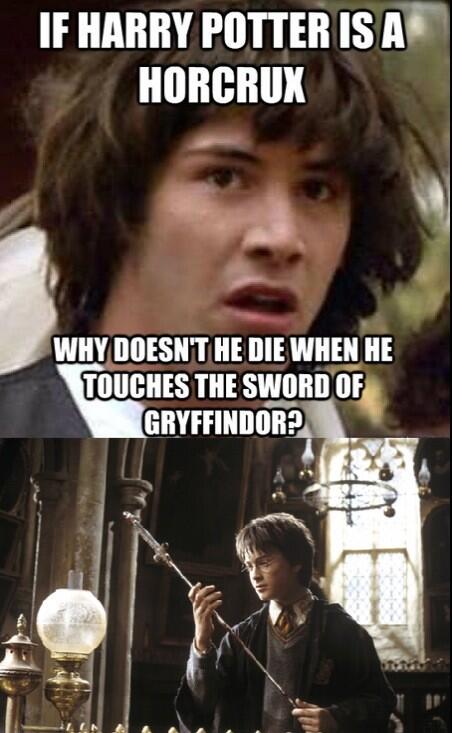 IF HARRY POTTER IS A
HORCRUX
WHY DOESN'T HE DIE WHEN HE
TOUCHES THE SWORD OF
GRYFFINDOR?